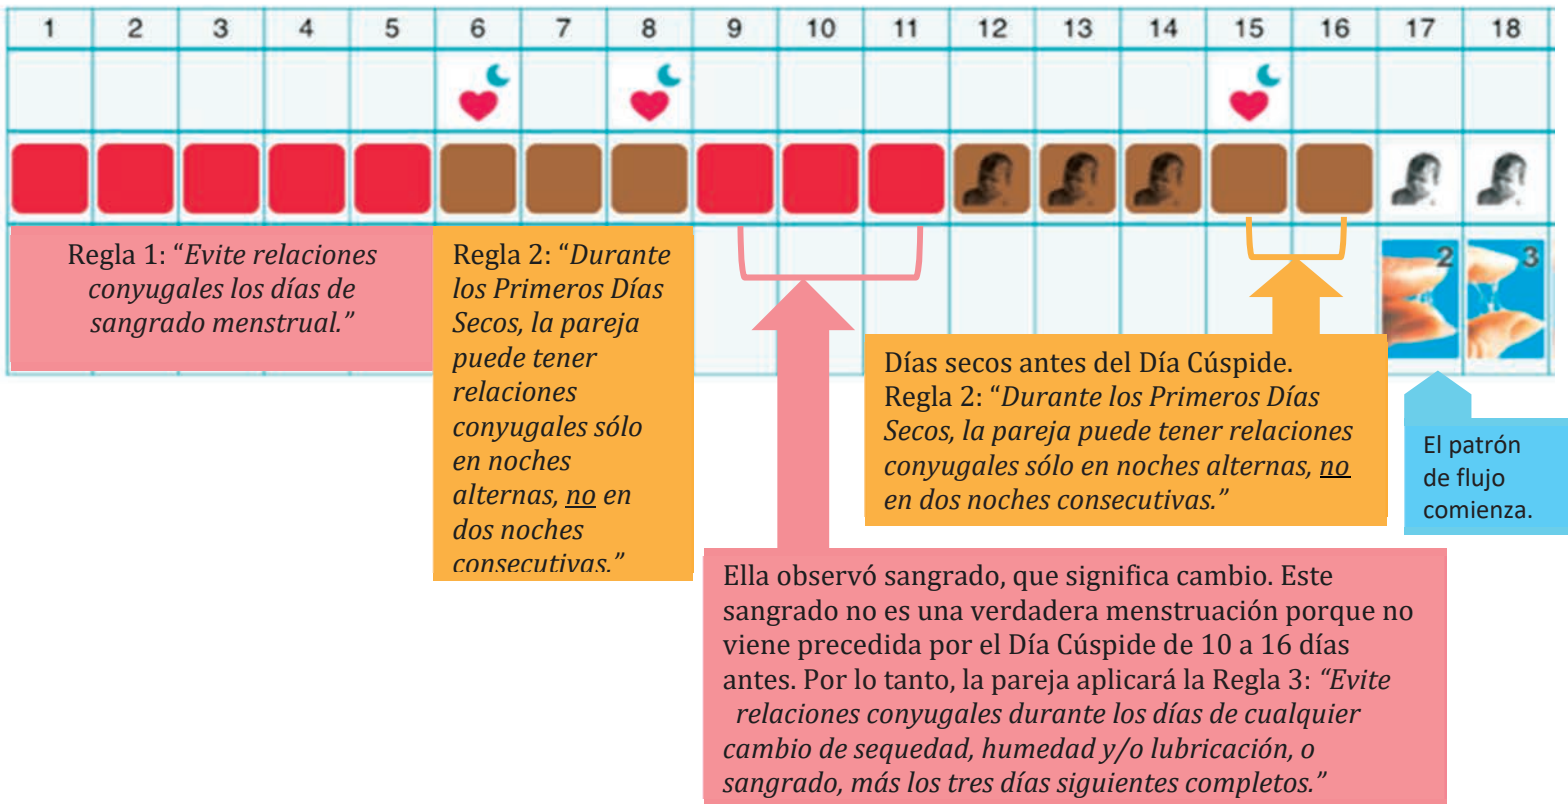 1 2 3 4 5 6 7 8 9 10 11 12 13 14 15 16 17 18
Regla 1: “Evite relaciones
conyugales los días de
sangrado menstrual.”
Regla 2: “Durante
los Primeros Días
Secos, la pareja
puede tener
relaciones
conyugales sólo
en noches
alternas, no en
dos noches
consecutivas.”
2
3
Días secos antes del Día Cúspide.
Regla 2: “Durante los Primeros Días
Secos, la pareja puede tener relaciones
conyugales sólo en noches alternas, no
en dos noches consecutivas.”
El patrón
de flujo
comienza.
Ella observó sangrado, que significa cambio. Este
sangrado no es una verdadera menstruación porque no
viene precedida por el Día Cúspide de 10 a 16 días
antes. Por lo tanto, la pareja aplicará la Regla 3: “Evite
relaciones conyugales durante los días de cualquier
cambio de sequedad, humedad y/o lubricación, o
sangrado, más los tres días siguientes completos.”